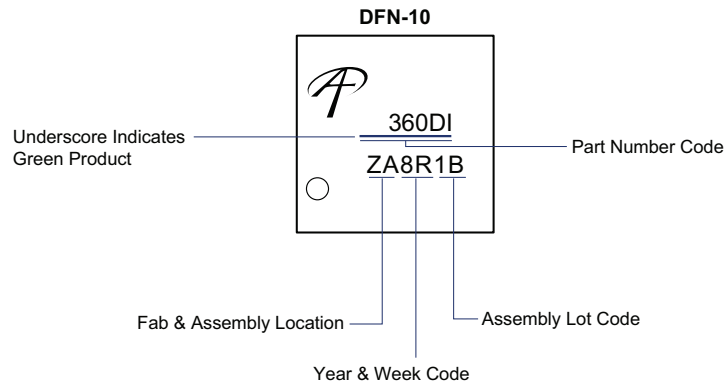 DFN-10
360DI
Underscore Indicates
Green Product
Part Number Code
ZA8R1B
Fab & Assembly Location
Assembly Lot Code
Year & Week Code